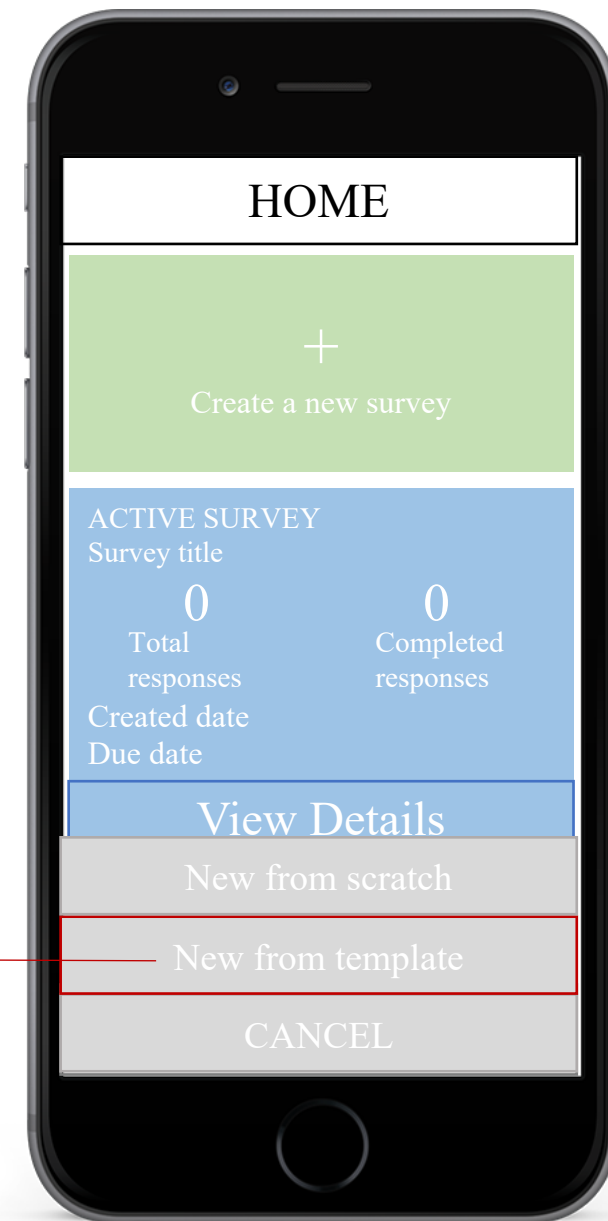 HOME
+
Create a new survey
ACTIVE SURVEY
Survey title
0 0
Total Completed
responses responses
Created date
Due date
View Details
New from scratch
New from template
CANCEL